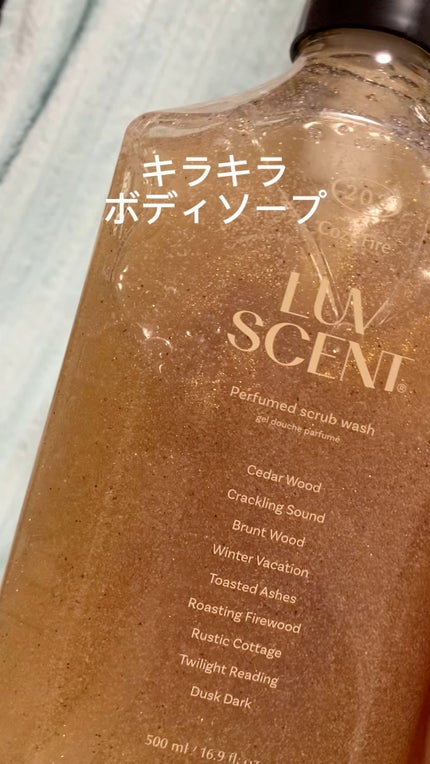 キラキラ
ボディソープ
Cozy Fire
LUV
SCENT®
Perfumed scrub wash
gel douche parfumé
Cedar Wood
Crackling Sound
Brunt Wood
Winter Vacation
Toasted Ashes
Roasting Firewood
Rustic Cottage
Twilight Reading
Dusk Dark
500 ml / 16.9 fl.